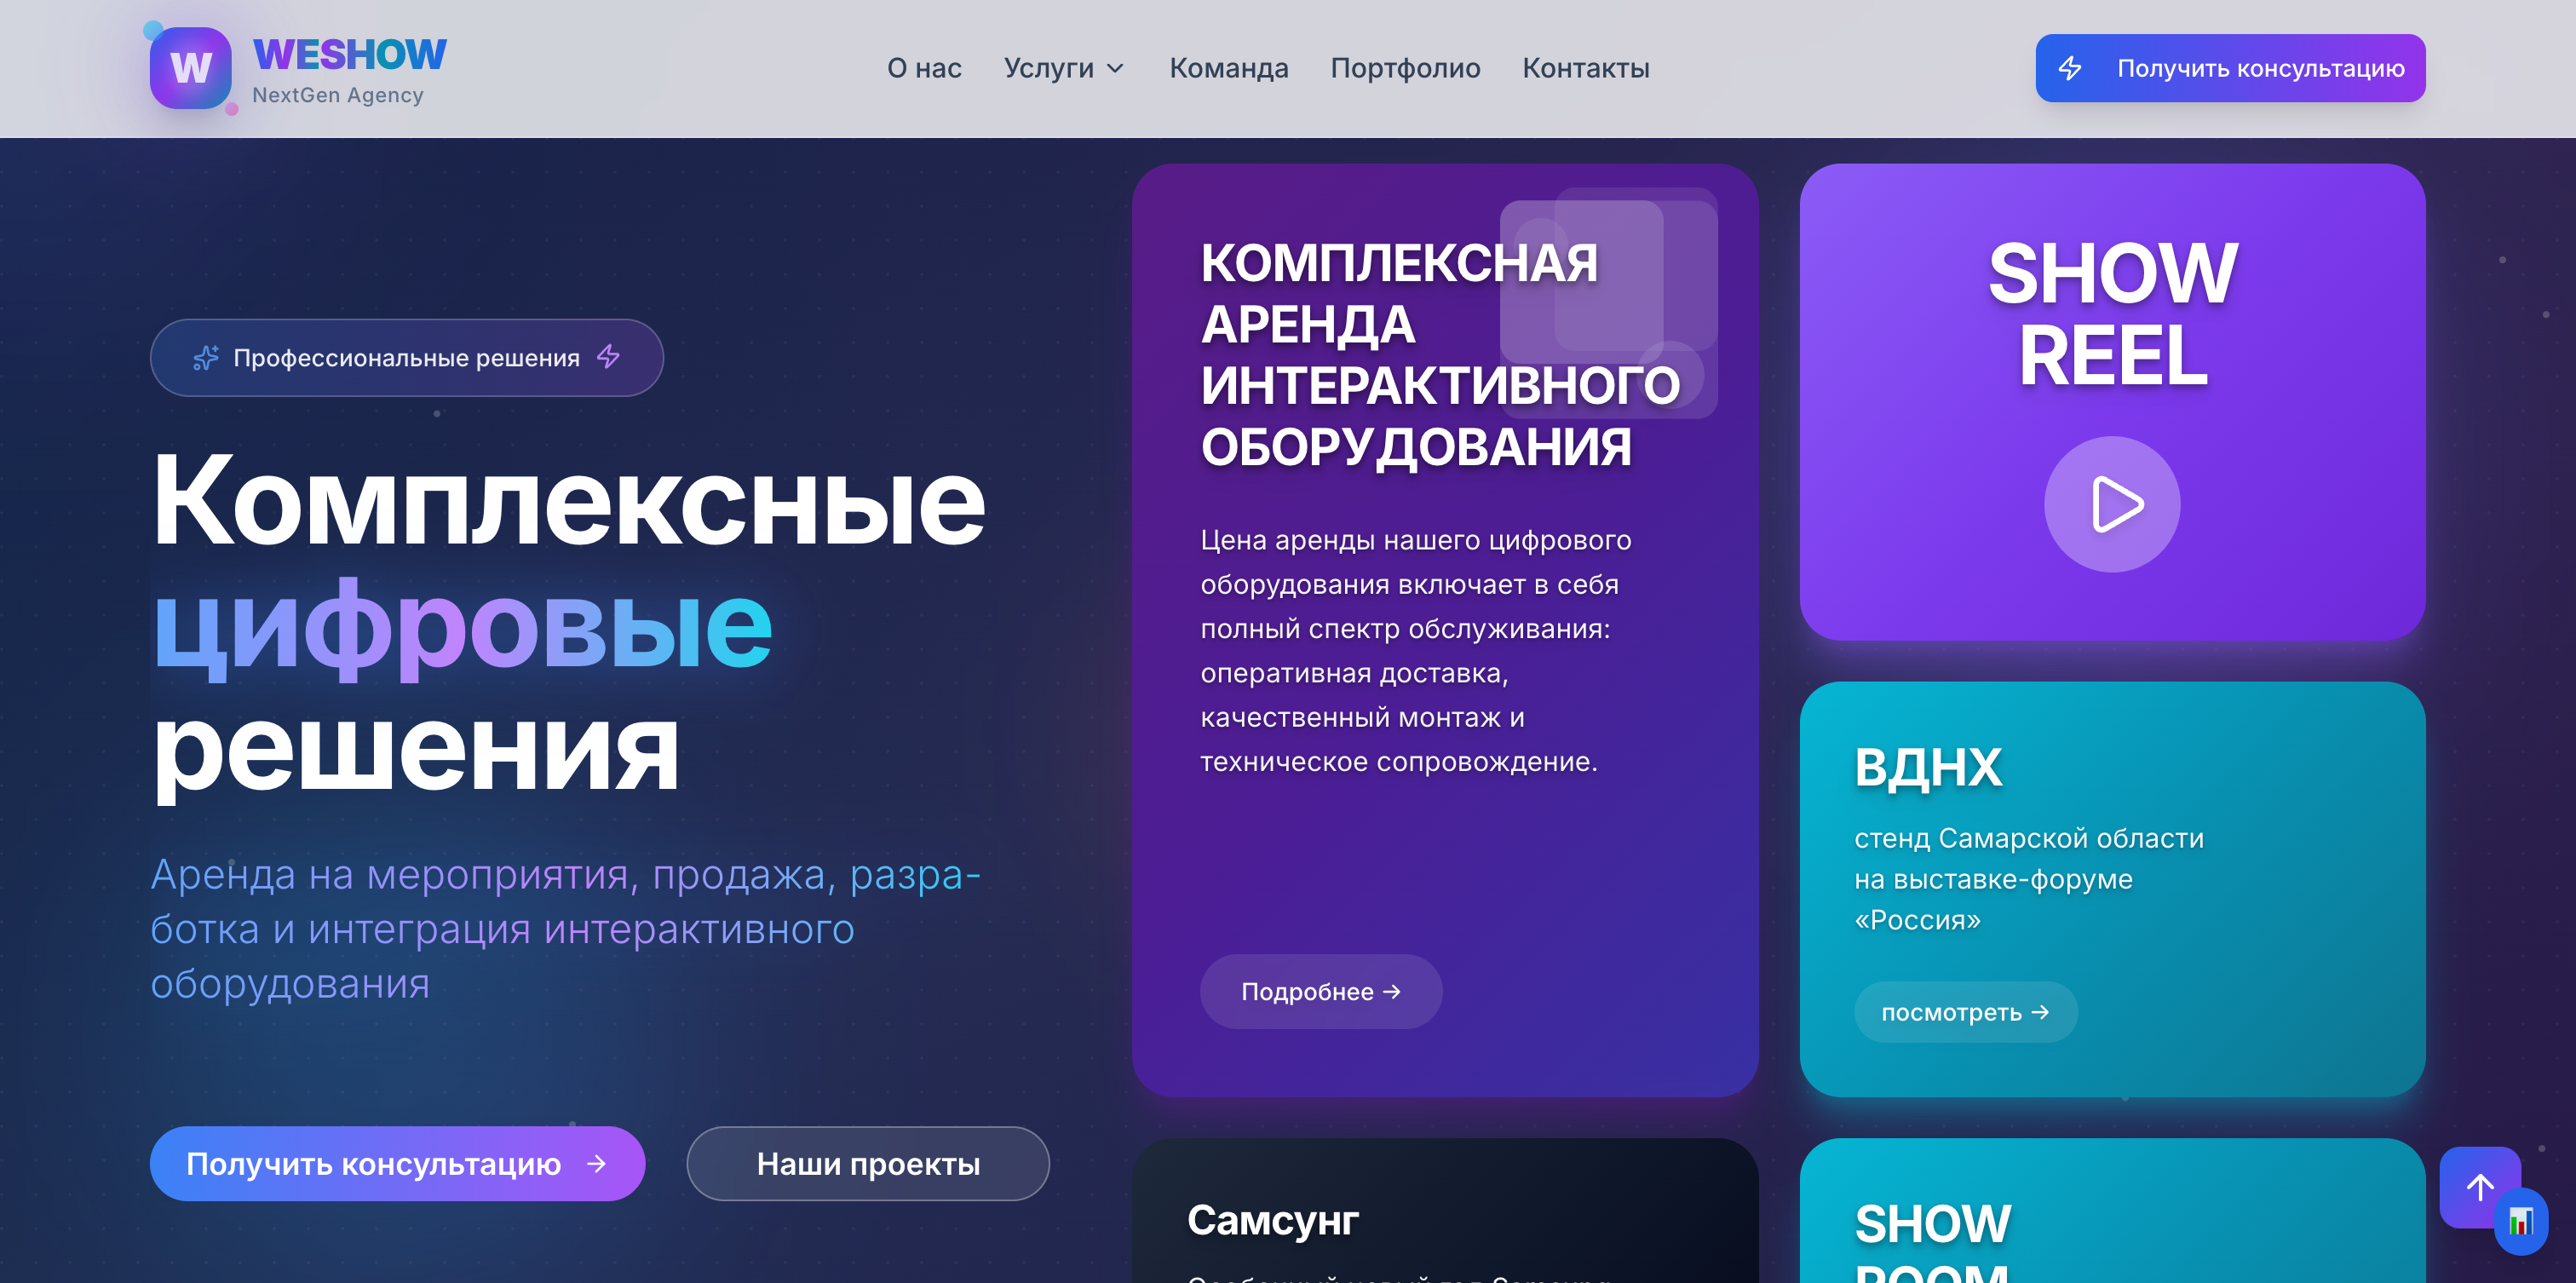 W
WESHOW
NextGen Agency
О нас
Услуги
Команда
Портфолио
Контакты
Получить консультацию
Профессиональные решения
Комплексные
цифровые
решения
Аренда на мероприятия, продажа, разра-
ботка и интеграция интерактивного
оборудования
Получить консультацию →
Наши проекты
КОМПЛЕКСНАЯ
АРЕНДА
ИНТЕРАКТИВНОГО
ОБОРУДОВАНИЯ
Цена аренды нашего цифрового
оборудования включает в себя
полный спектр обслуживания:
оперативная доставка,
качественный монтаж и
техническое сопровождение.
Подробнее →
SHOW
REEL
ВДНХ
стенд Самарской области
на выставке-форуме
«Россия»
посмотреть →
Самсунг
SHOW
ROOM